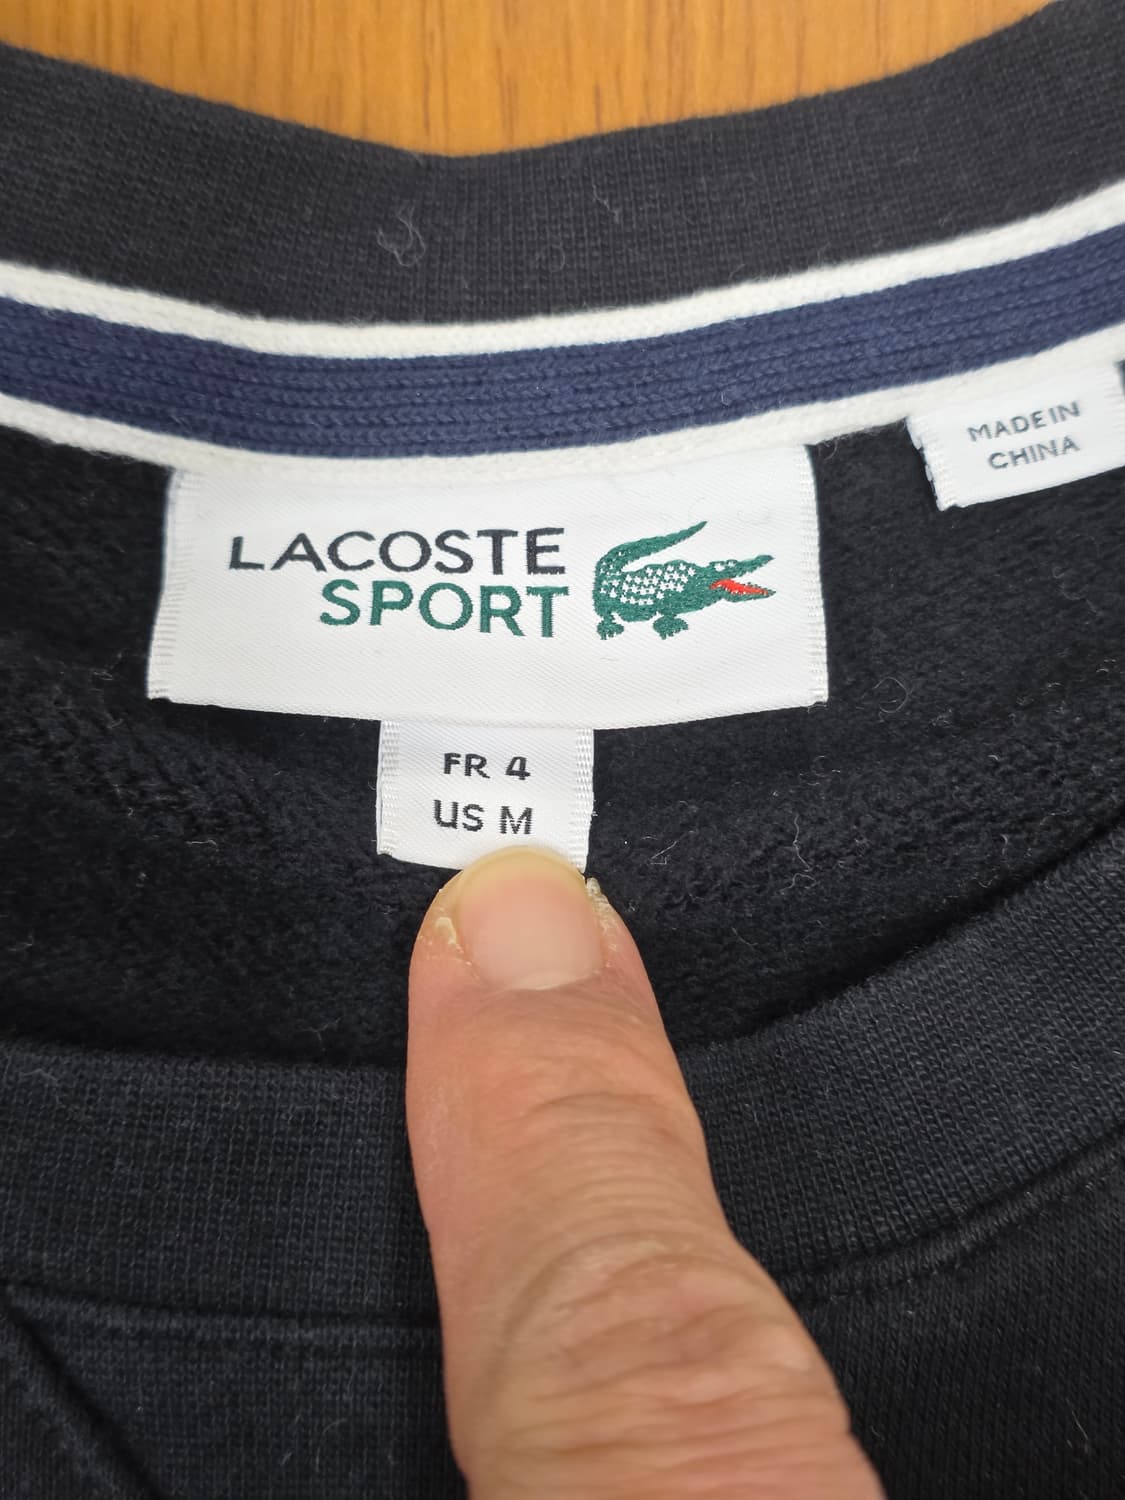 LACOSTE
SPORT
FR 4
US M
MADE IN
CHINA